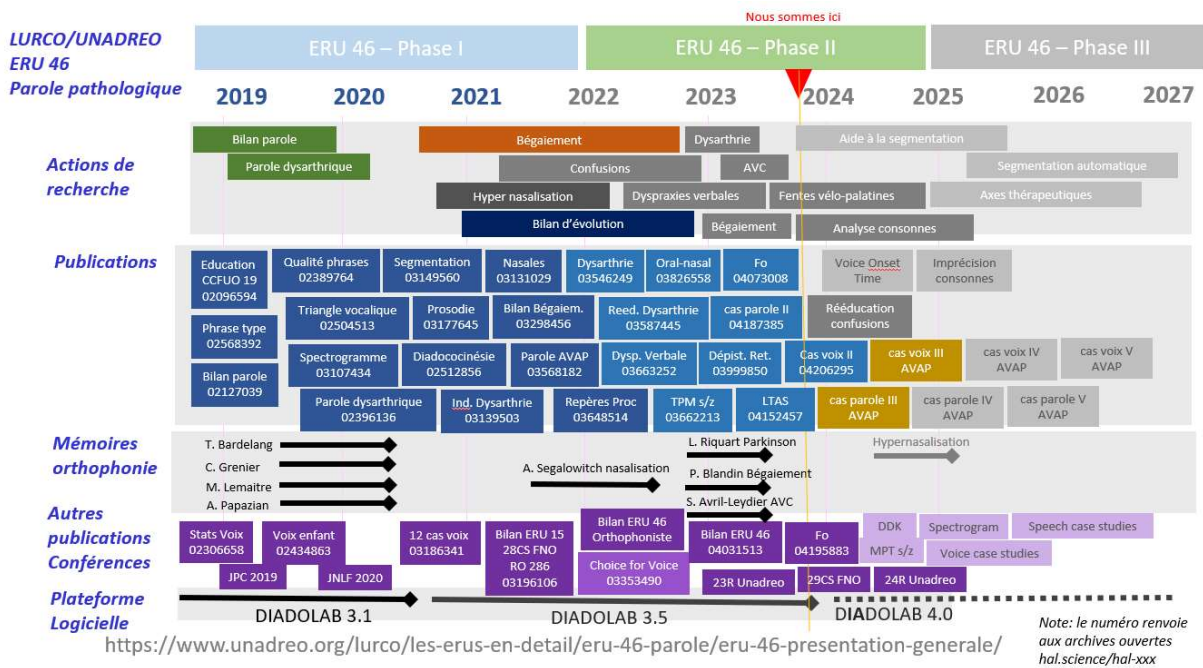 Nous sommes ici
LURCO/UNADREO
ERU 46
Parole pathologique
ERU 46 – Phase I
ERU 46 – Phase II
ERU 46 – Phase III
2019
2020
2021
2022
2023
2024
2025
2026
2027
Actions de
recherche
Bilan parole
Bégaiement
Dysarthrie
Aide à la segmentation
Parole dysarthrique
Confusions
AVC
Segmentation automatique
Hyper nasalisation
Dyspraxies verbales
Fentes vélo-palatines
Axes thérapeutiques
Bilan d’évolution
Bégaiement
Analyse consonnes
Publications
Education
CCFUO 19
02096594
Qualité phrases
02389764
Segmentation
03149560
Nasales
03131029
Dysarthrie
03546249
Oral-nasal
03826558
Fo
04073008
Voice Onset
Time
Imprécision
consonnes
Phrase type
02568392
Triangle vocalique
02504513
Prosodie
03177645
Bilan Bégaiem.
03298456
Reed. Dysarthrie
03587445
cas parole II
04187385
Rééducation
confusions
Bilan parole
02127039
Spectrogramme
03107434
Diadococinésie
02512856
Parole AVAP
03568182
Dysp. Verbale
03663252
Dépist. Ret.
03999850
Cas voix II
04206295
cas voix III
AVAP
cas voix IV
AVAP
cas voix V
AVAP
Parole dysarthrique
02396136
Ind. Dysarthrie
03139503
Repères Proc
03648514
TPM s/z
03662213
LTAS
04152457
cas parole III
AVAP
cas parole IV
AVAP
cas parole V
AVAP
Mémoires
orthophonie
T. Bardelang
C. Grenier
M. Lemaitre
A. Papazian
A. Segalowitch nasalisation
L. Riquart Parkinson
P. Blandin Bégaiement
S. Avril-Leydier AVC
Hypernasalisation
Autres
publications
Conférences
Stats Voix
02306658
Voix enfant
02434863
12 cas voix
03186341
Bilan ERU 15
28CS FNO
RO 286
03196106
Bilan ERU 46
Orthophoniste
Choice for Voice
03353490
Bilan ERU 46
04031513
Fo
04195883
DDK
MPT s/z
Spectrogram
Speech case studies
Voice case studies
JPC 2019
JNLF 2020
23R Unadreo
29CS FNO
24R Unadreo
Plateforme
Logicielle
DIADOLAB 3.1
DIADOLAB 3.5
DIADOLAB 4.0
https://www.unadreo.org/lurco/les-erus-en-detail/eru-46-parole/eru-46-presentation-generale/
Note: le numéro renvoie
aux archives ouvertes
hal.science/hal-xxx